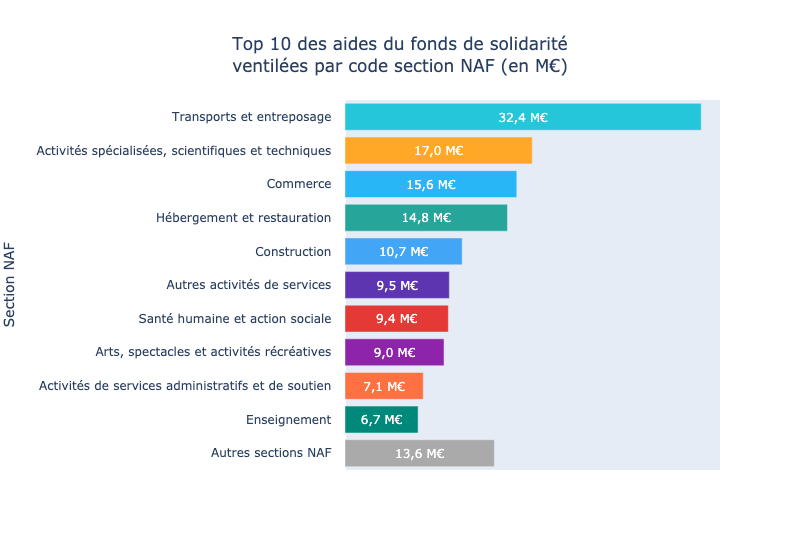 Top 10 des aides du fonds de solidarité
ventilées par code section NAF (en M€)
Section NAF
Transports et entreposage 32,4 M€
Activités spécialisées, scientifiques et techniques 17,0 M€
Commerce 15,6 M€
Hébergement et restauration 14,8 M€
Construction 10,7 M€
Autres activités de services 9,5 M€
Santé humaine et action sociale 9,4 M€
Arts, spectacles et activités récréatives 9,0 M€
Activités de services administratifs et de soutien 7,1 M€
Enseignement 6,7 M€
Autres sections NAF 13,6 M€